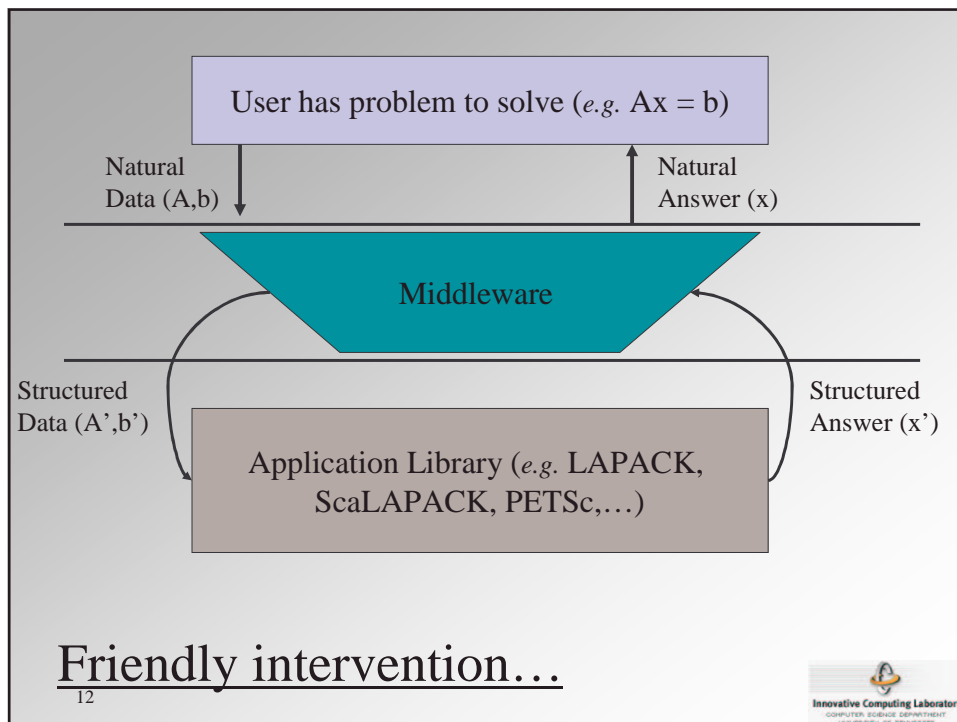 User has problem to solve (e.g. Ax = b)
Natural
Data (A,b)
Natural
Answer (x)
Middleware
Structured
Data (A’,b’)
Structured
Answer (x’)
Application Library (e.g. LAPACK,
ScaLAPACK, PETSc,…)
Friendly intervention…
12
Innovative Computing Laborator
COMPUTER SCIENCE DEPARTMENT